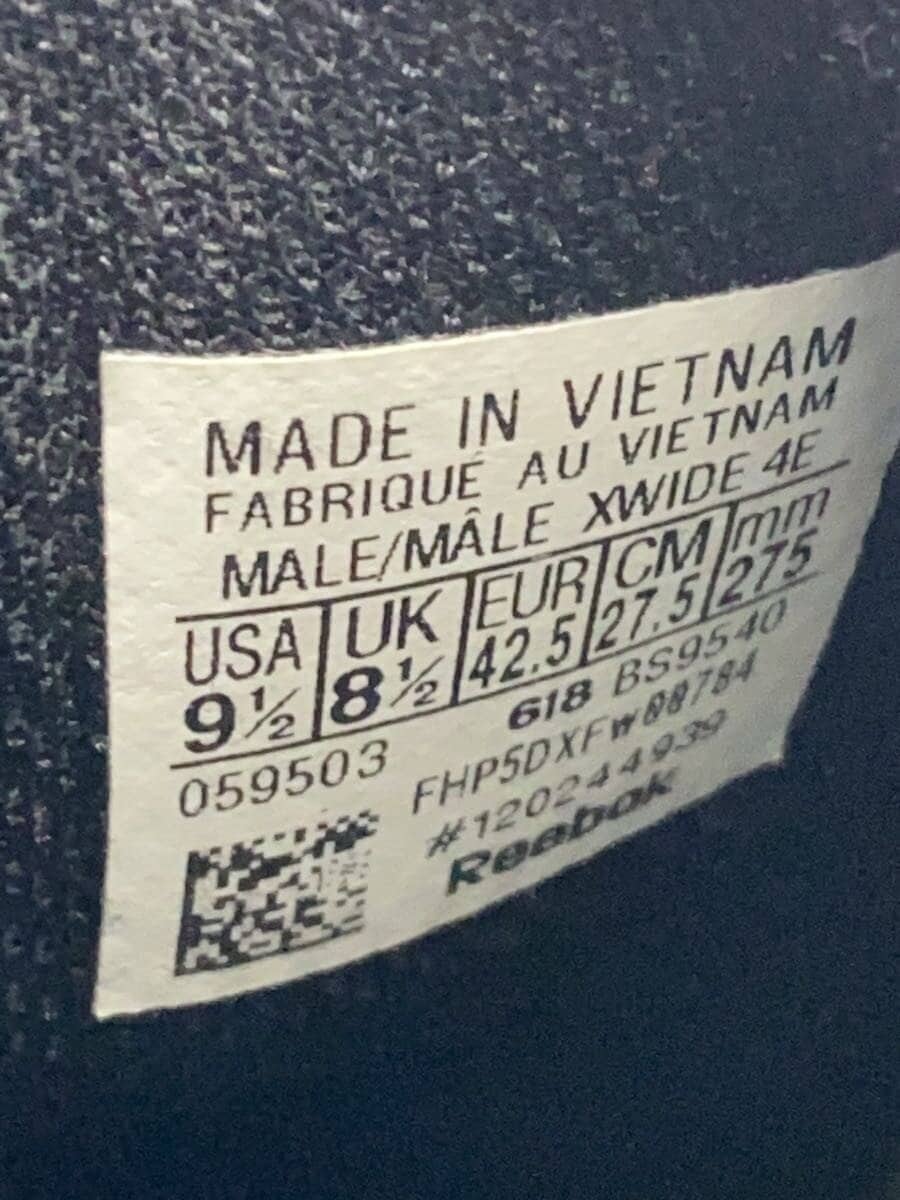 MADE IN VIETNAM
FABRIQUÉ AU VIETNAM
MALE/MÂLE XWIDE 4E
USA UK EUR CM mm
9½ 8½ 42.5 27.5 275
618 BS9540
059503 FHP5DXFW00784
#120244939
Reebok